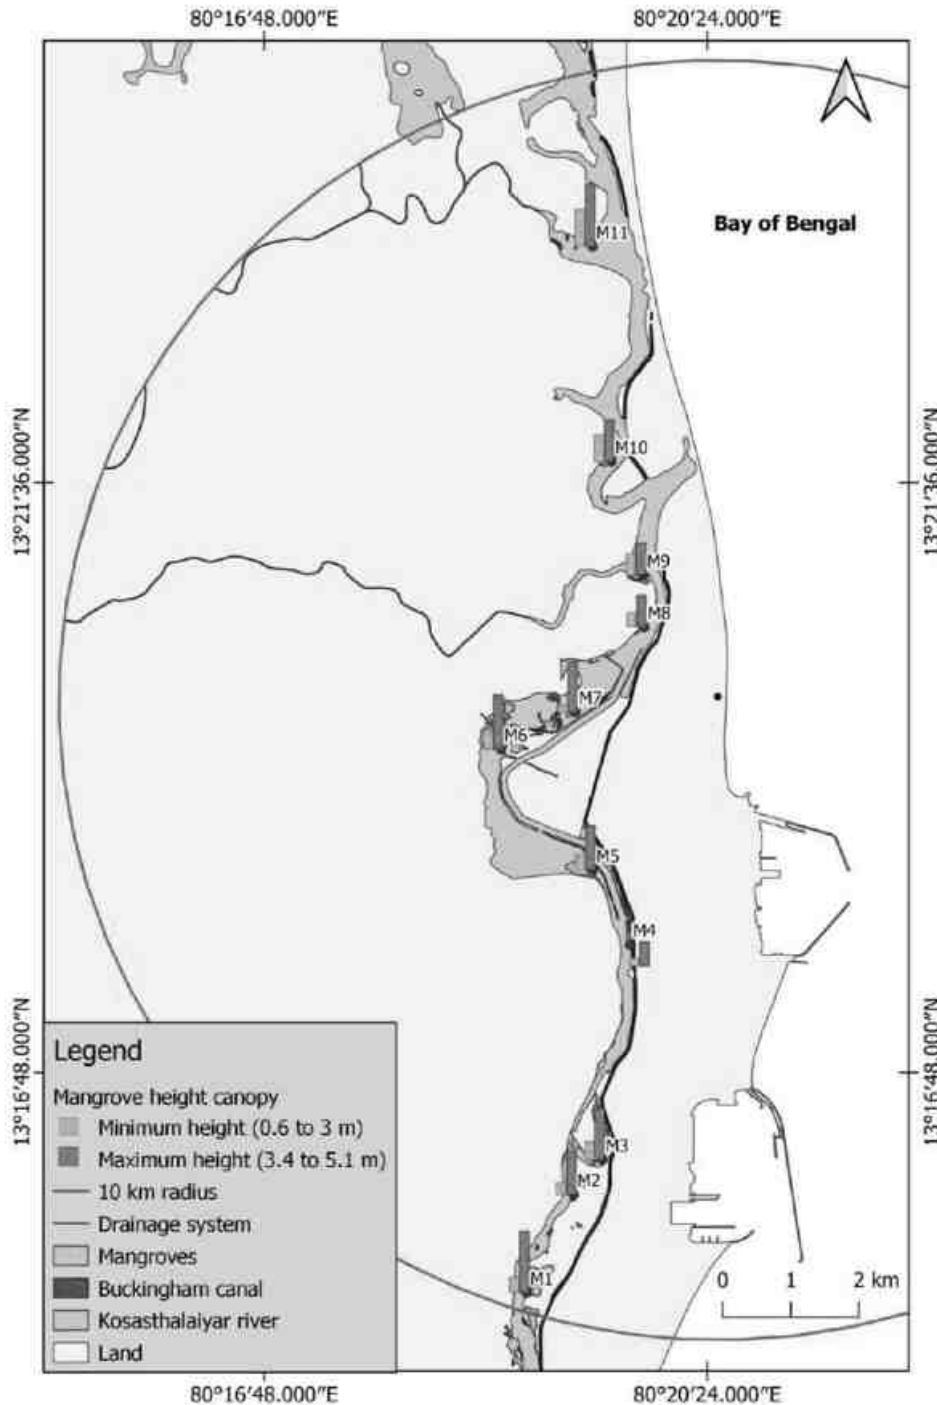 80°16′48.000″E
80°20′24.000″E
Bay of Bengal
M11
M10
13°21′36.000″N
13°21′36.000″N
M9
M8
M7
M6
M5
M4
13°16′48.000″N
13°16′48.000″N
M3
M2
M1
Legend
Mangrove height canopy
Minimum height (0.6 to 3 m)
Maximum height (3.4 to 5.1 m)
10 km radius
Drainage system
Mangroves
Buckingham canal
Kosasthalaiyar river
Land
0 1 2 km
80°16′48.000″E
80°20′24.000″E